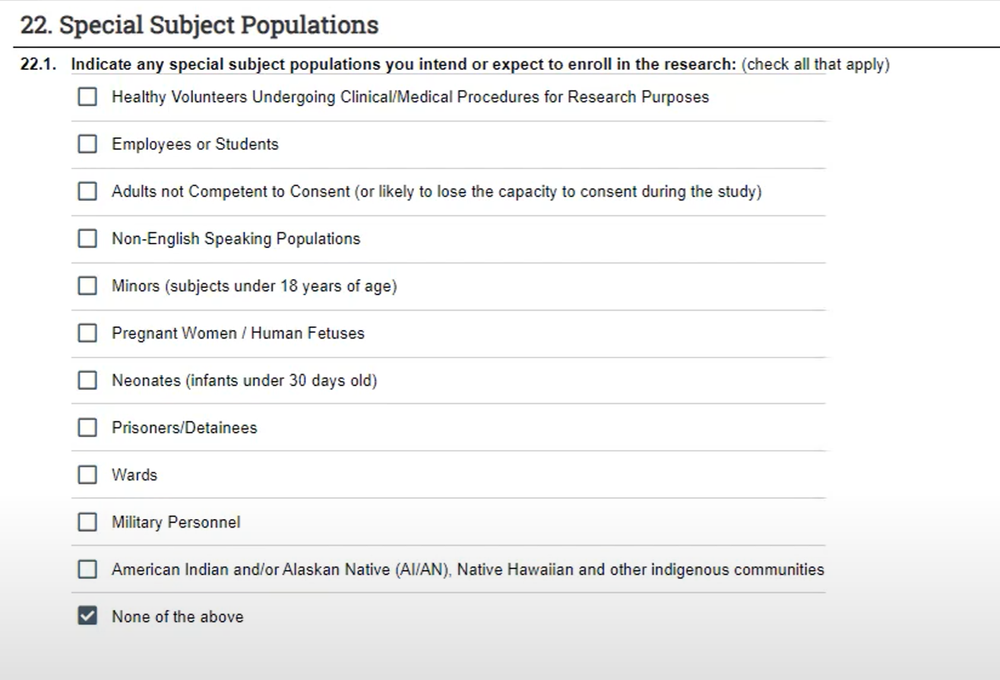 22. Special Subject Populations
22.1. Indicate any special subject populations you intend or expect to enroll in the research: (check all that apply)
Healthy Volunteers Undergoing Clinical/Medical Procedures for Research Purposes
Employees or Students
Adults not Competent to Consent (or likely to lose the capacity to consent during the study)
Non-English Speaking Populations
Minors (subjects under 18 years of age)
Pregnant Women / Human Fetuses
Neonates (infants under 30 days old)
Prisoners/Detainees
Wards
Military Personnel
American Indian and/or Alaskan Native (AI/AN), Native Hawaiian and other indigenous communities
None of the above